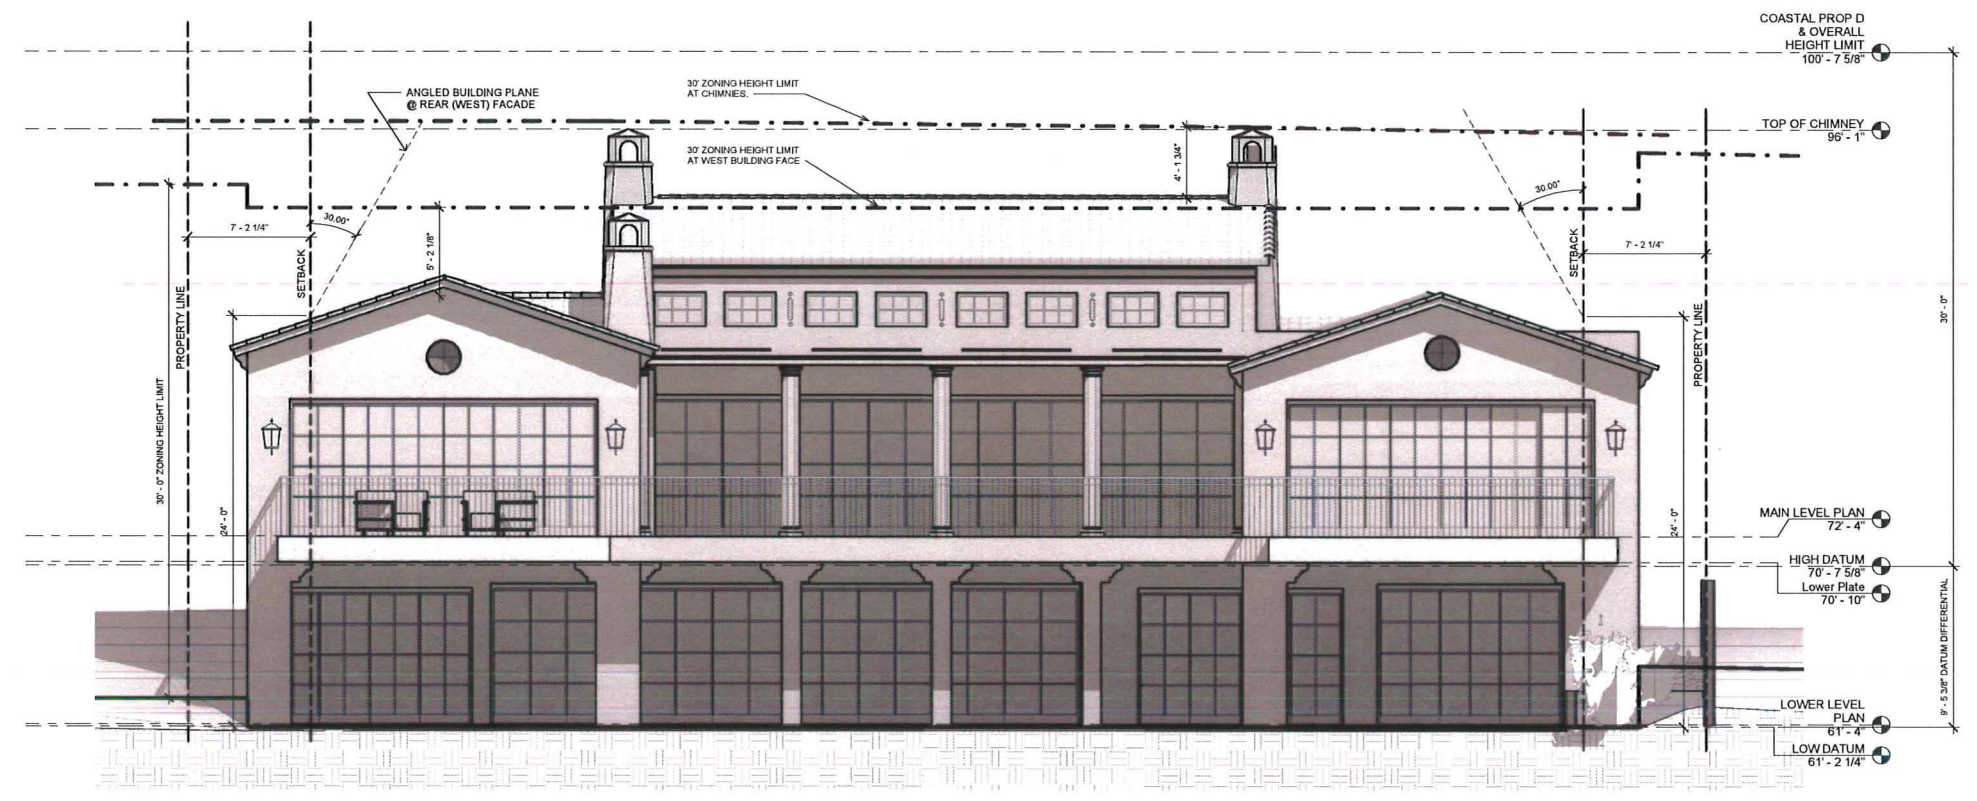 COASTAL PROP D
& OVERALL
HEIGHT LIMIT
100' - 7 5/8"
ANGLED BUILDING PLANE
@ REAR (WEST) FACADE
30' ZONING HEIGHT LIMIT
AT CHIMNIES.
TOP OF CHIMNEY
96' - 1"
30' ZONING HEIGHT LIMIT
AT WEST BUILDING FACE
4' - 1 3/4"
30.00°
30.00°
7' - 2 1/4"
7' - 2 1/4"
5' - 2 1/8"
SETBACK
SETBACK
PROPERTY LINE
PROPERTY LINE
30' - 0"
30' - 0" ZONING HEIGHT LIMIT
24' - 0"
24' - 0"
MAIN LEVEL PLAN
72' - 4"
HIGH DATUM
70' - 7 5/8"
Lower Plate
70' - 10"
9' - 5 3/8" DATUM DIFFERENTIAL
LOWER LEVEL
PLAN
61' - 4"
LOW DATUM
61' - 2 1/4"